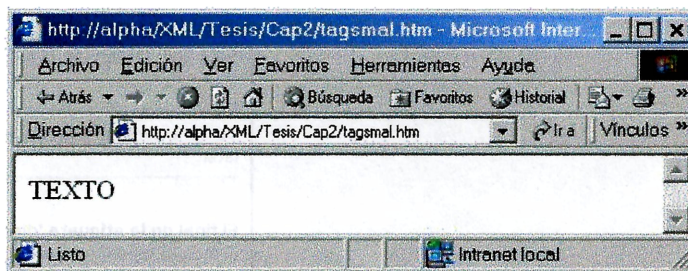 http://alpha/XML/Tesis/Cap2/tagsmal.htm - Microsoft Inter...
Archivo Edición Ver Favoritos Herramientas Ayuda
Atrás Búsqueda Favoritos Historial »
Dirección http://alpha/XML/Tesis/Cap2/tagsmal.htm Ir a Vínculos »
TEXTO
Listo Intranet local